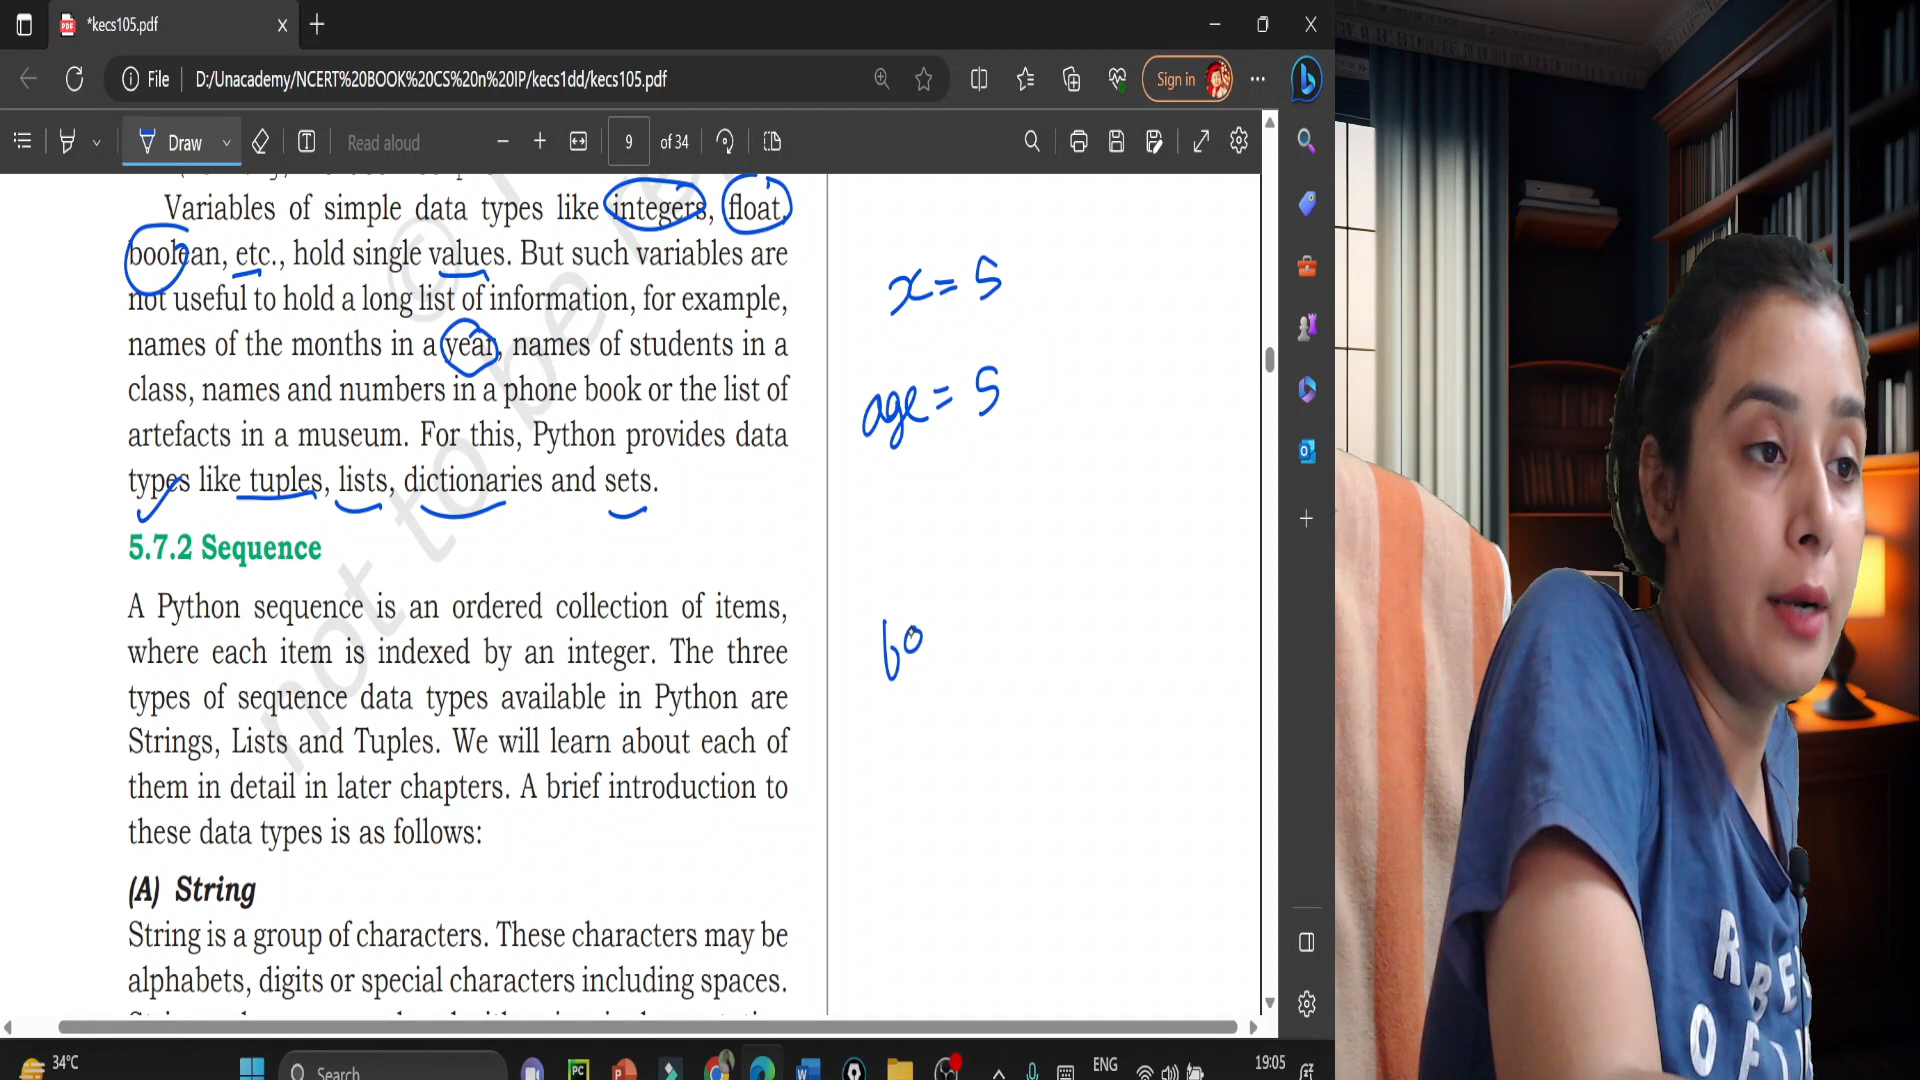 *kecs105.pdf
File D:/Unacademy/NCERT%20BOOK%20CS%20n%20IP/kecs1dd/kecs105.pdf
Sign in
Draw
Read aloud
9 of 34
Variables of simple data types like integers, float,
boolean, etc., hold single values. But such variables are
not useful to hold a long list of information, for example,
names of the months in a year, names of students in a
class, names and numbers in a phone book or the list of
artefacts in a museum. For this, Python provides data
types like tuples, lists, dictionaries and sets.
5.7.2 Sequence
A Python sequence is an ordered collection of items,
where each item is indexed by an integer. The three
types of sequence data types available in Python are
Strings, Lists and Tuples. We will learn about each of
them in detail in later chapters. A brief introduction to
these data types is as follows:
(A) String
String is a group of characters. These characters may be
alphabets, digits or special characters including spaces.
not to be
x = 5
age = 5
bo
34°C
Search
ENG
19:05